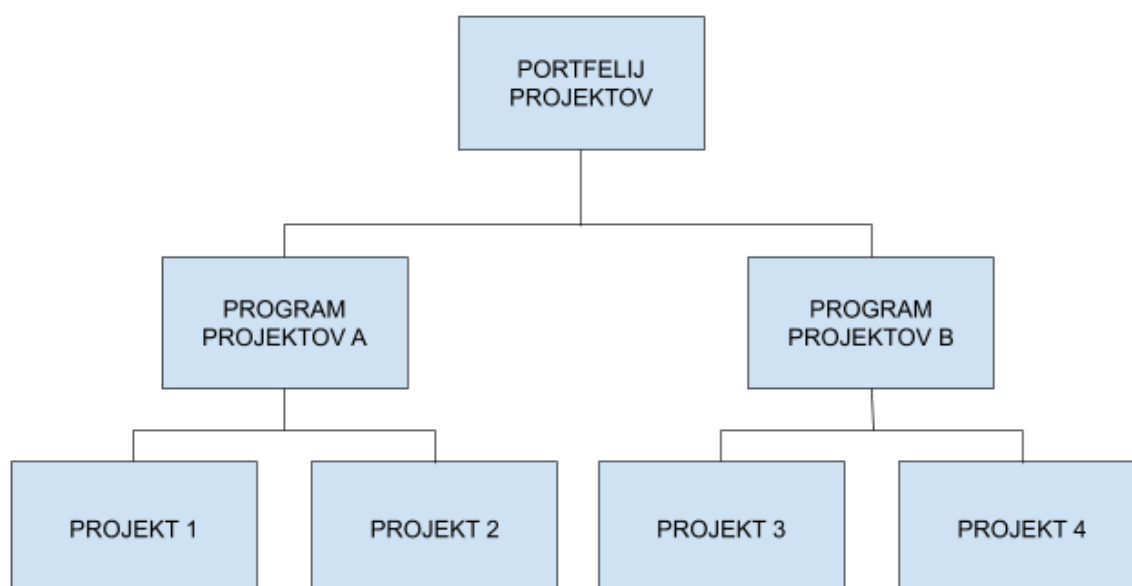 PORTFELIJ
PROJEKTOV
PROGRAM
PROJEKTOV A
PROGRAM
PROJEKTOV B
PROJEKT 1
PROJEKT 2
PROJEKT 3
PROJEKT 4